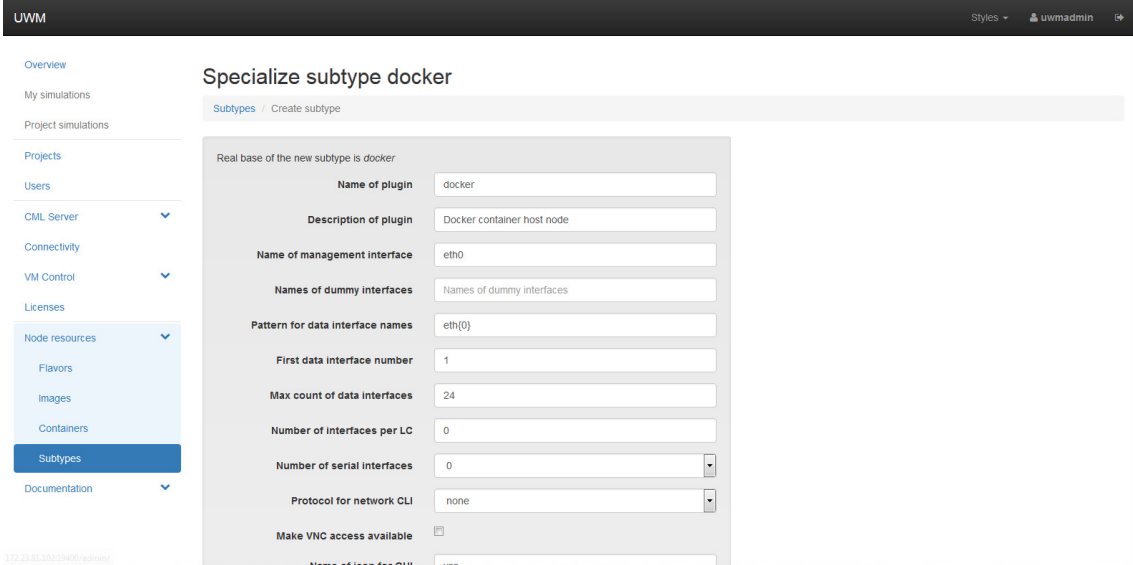 UWM
Styles
uwmadmin
Overview
My simulations
Project simulations
Projects
Users
CML Server
Connectivity
VM Control
Licenses
Node resources
Flavors
Images
Containers
Subtypes
Documentation
Specialize subtype docker
Subtypes / Create subtype
Real base of the new subtype is docker
Name of plugin docker
Description of plugin Docker container host node
Name of management interface eth0
Names of dummy interfaces Names of dummy interfaces
Pattern for data interface names eth{0}
First data interface number 1
Max count of data interfaces 24
Number of interfaces per LC 0
Number of serial interfaces 0
Protocol for network CLI none
Make VNC access available
Name of icon for GUI